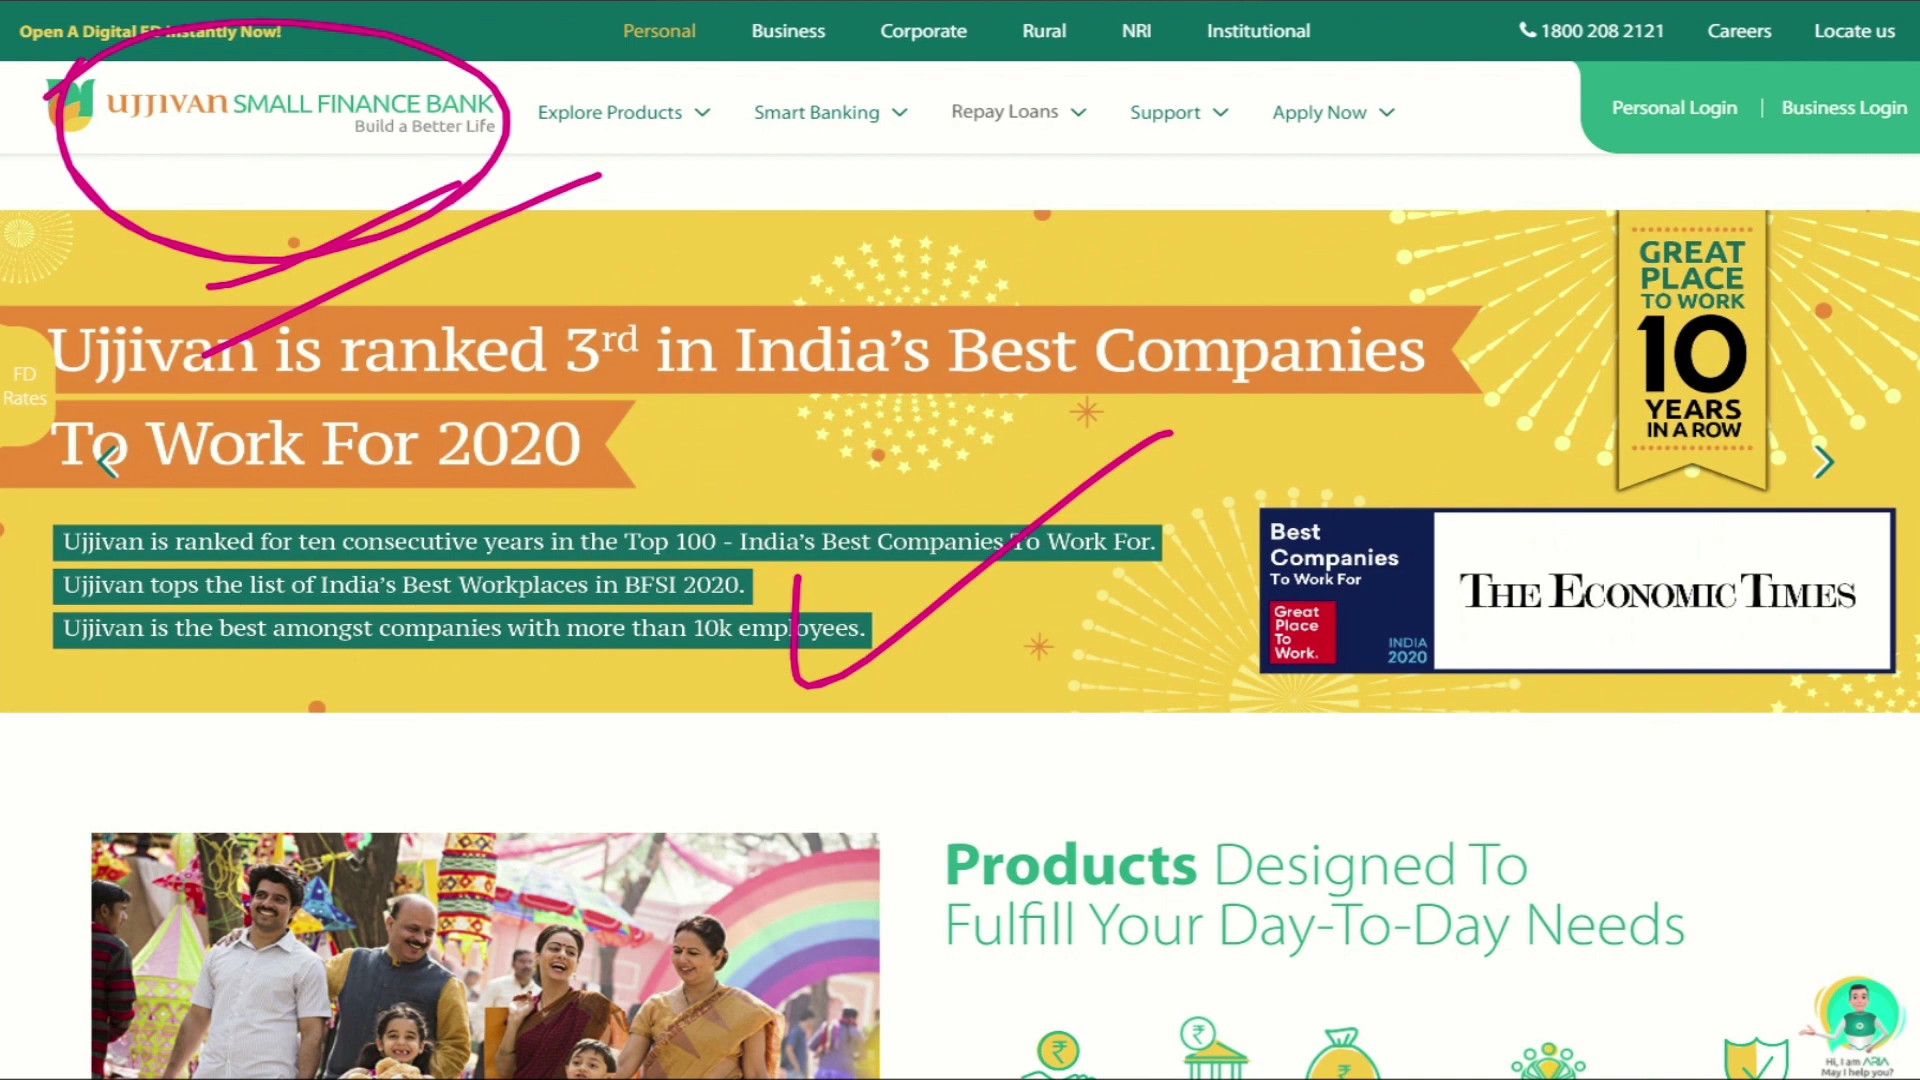 Open A Digital FD Instantly Now!
Personal
Business
Corporate
Rural
NRI
Institutional
1800 208 2121
Careers
Locate us
UJJIVAN SMALL FINANCE BANK
Build a Better Life
Explore Products
Smart Banking
Repay Loans
Support
Apply Now
Personal Login | Business Login
GREAT
PLACE
TO WORK
10
YEARS
IN A ROW
Ujjivan is ranked 3rd in India's Best Companies
To Work For 2020
FD
Rates
Ujjivan is ranked for ten consecutive years in the Top 100 - India's Best Companies To Work For.
Ujjivan tops the list of India's Best Workplaces in BFSI 2020.
Ujjivan is the best amongst companies with more than 10k employees.
Best
Companies
To Work For
Great
Place
To
Work.
INDIA
2020
THE ECONOMIC TIMES
Products Designed To
Fulfill Your Day-To-Day Needs
Hi, I am ARIA
May I help you?